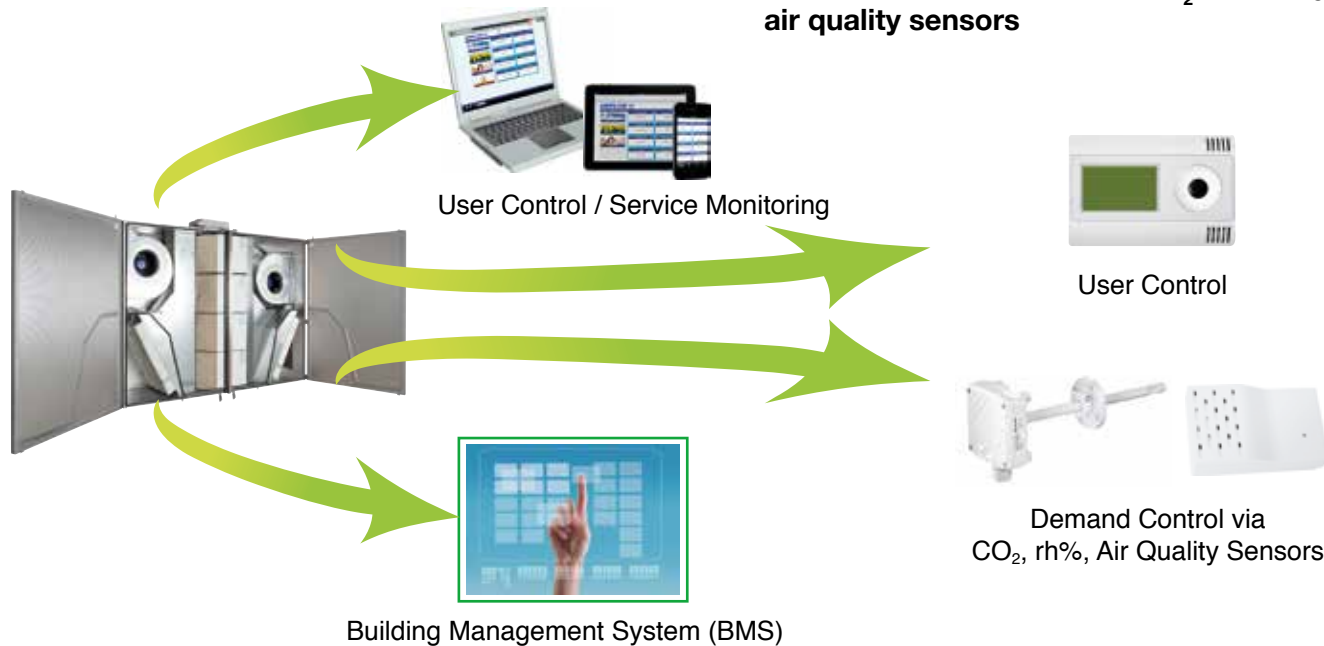 air quality sensors
User Control / Service Monitoring
User Control
Demand Control via
CO₂, rh%, Air Quality Sensors
Building Management System (BMS)